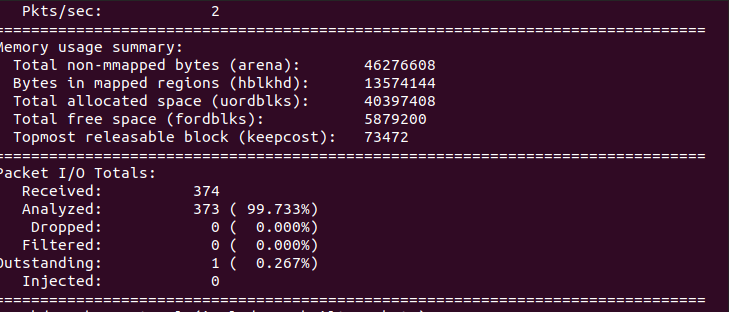 Pkts/sec: 2
===============================================================================
Memory usage summary:
Total non-mmapped bytes (arena): 46276608
Bytes in mapped regions (hblkhd): 13574144
Total allocated space (uordblks): 40397408
Total free space (fordblks): 5879200
Topmost releasable block (keepcost): 73472
===============================================================================
Packet I/O Totals:
Received: 374
Analyzed: 373 ( 99.733%)
Dropped: 0 ( 0.000%)
Filtered: 0 ( 0.000%)
Outstanding: 1 ( 0.267%)
Injected: 0
===============================================================================